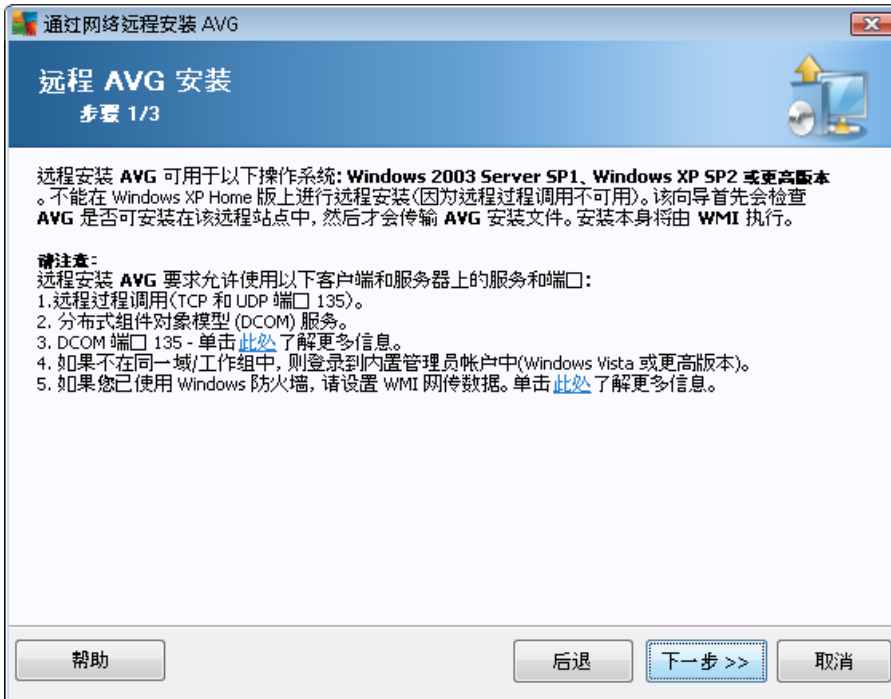 通过网络远程安装 AVG
远程 AVG 安装
步骤 1/3
远程安装 AVG 可用于以下操作系统: Windows 2003 Server SP1、Windows XP SP2 或更高版本
。不能在 Windows XP Home 版上进行远程安装(因为远程过程调用不可用)。该向导首先会检查
AVG 是否可安装在该远程站点中, 然后才会传输 AVG 安装文件。安装本身将由 WMI 执行。
请注意:
远程安装 AVG 要求允许使用以下客户端和服务器上的服务和端口:
1.远程过程调用(TCP 和 UDP 端口 135)。
2. 分布式组件对象模型 (DCOM) 服务。
3. DCOM 端口 135 - 单击此处了解更多信息。
4. 如果不在同一域/工作组中, 则登录到内置管理员帐户中(Windows Vista 或更高版本)。
5. 如果您已使用 Windows 防火墙, 请设置 WMI 网传数据。单击此处了解更多信息。
帮助
后退
下一步 >>
取消